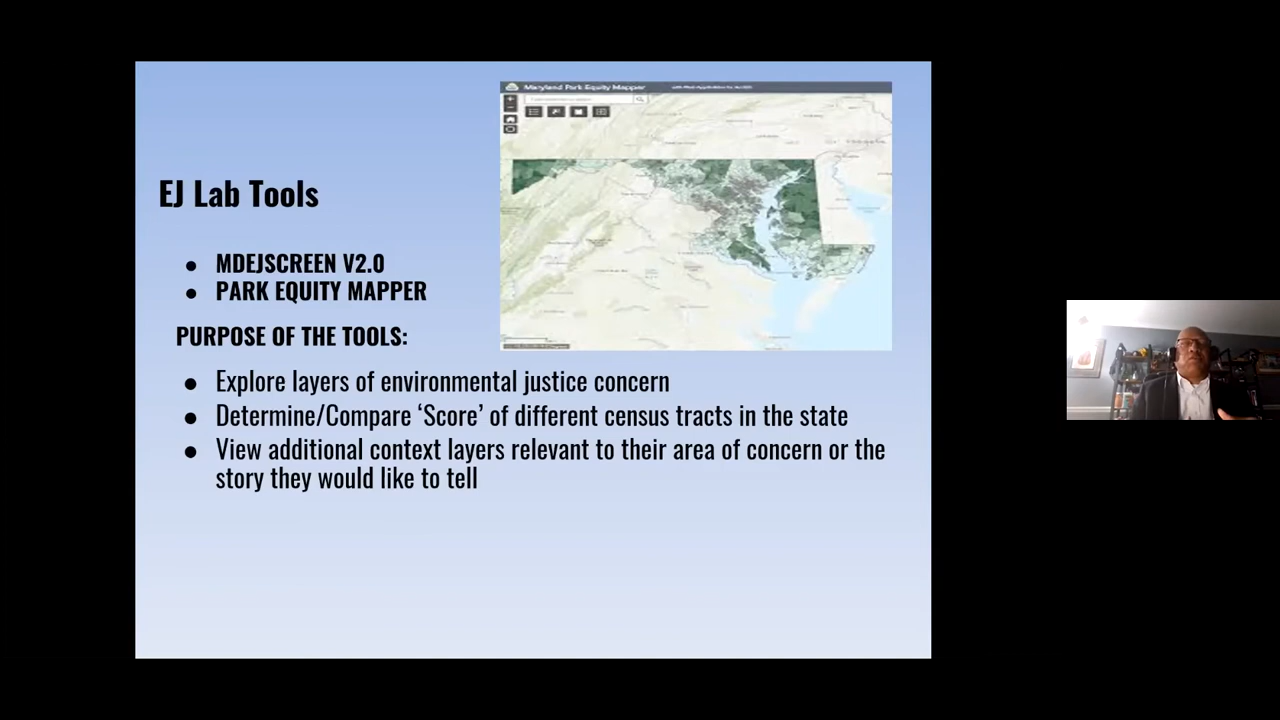 Maryland Park Equity Mapper
EJ Lab Tools
● MDEJSCREEN V2.0
● PARK EQUITY MAPPER
PURPOSE OF THE TOOLS:
● Explore layers of environmental justice concern
● Determine/Compare ‘Score’ of different census tracts in the state
● View additional context layers relevant to their area of concern or the
story they would like to tell